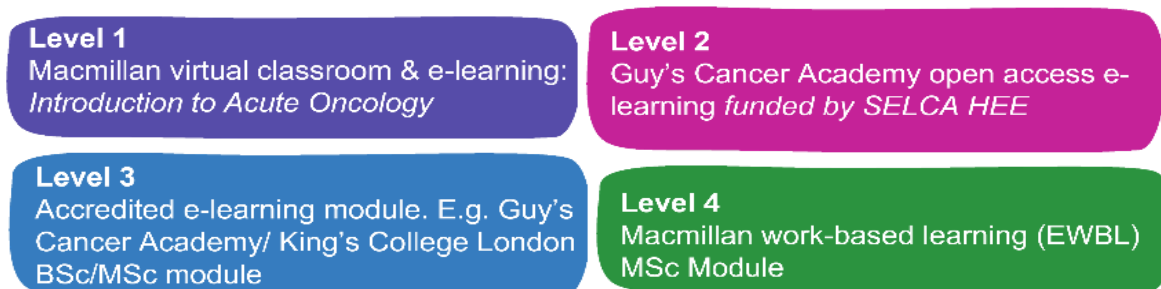 Level 1
Macmillan virtual classroom & e-learning:
Introduction to Acute Oncology
Level 2
Guy's Cancer Academy open access e-
learning funded by SELCA HEE
Level 3
Accredited e-learning module. E.g. Guy's
Cancer Academy/ King's College London
BSc/MSc module
Level 4
Macmillan work-based learning (EWBL)
MSc Module